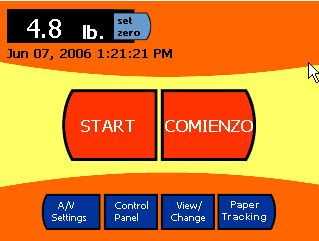 4.8 lb.
set
zero
Jun 07, 2006 1:21:21 PM
START
COMIENZO
A/V
Settings
Control
Panel
View/
Change
Paper
Tracking